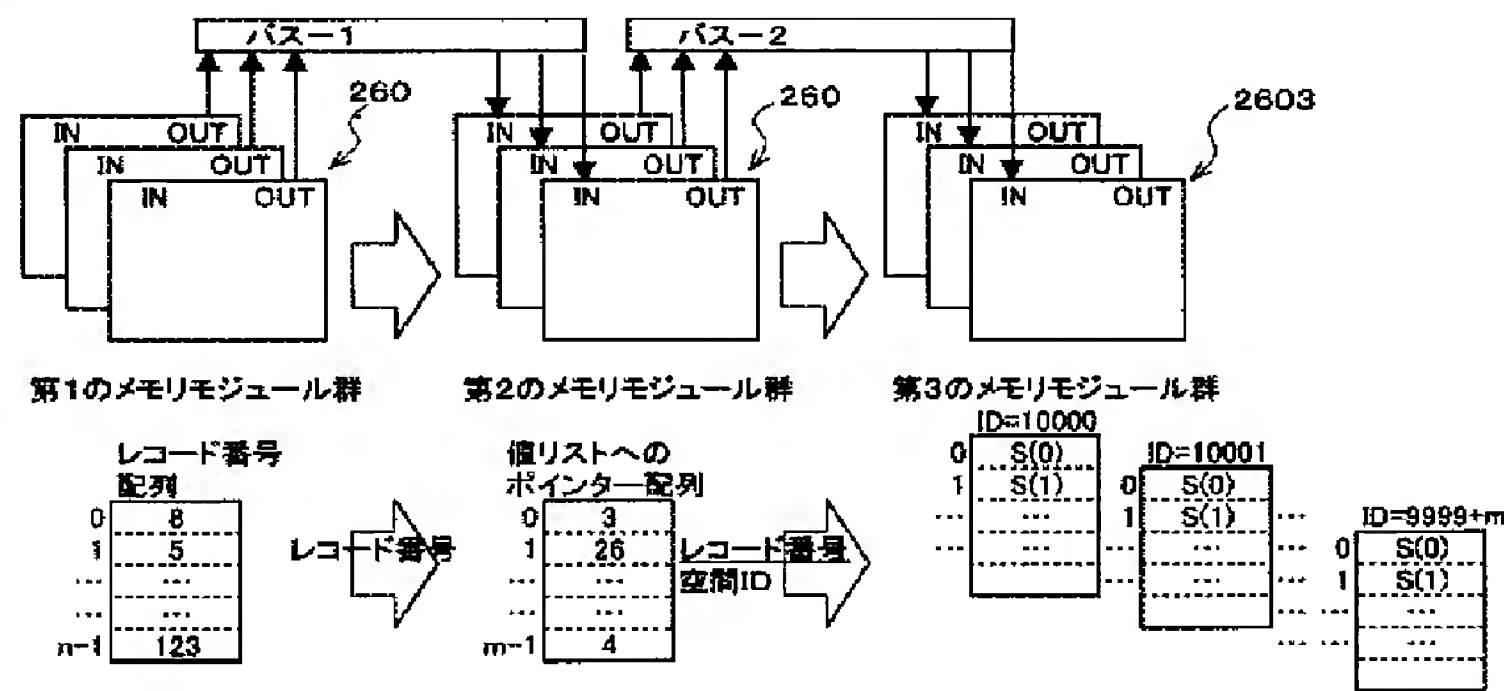 バスー1
バスー2
260
260
2603
IN OUT
IN OUT
IN OUT
IN OUT
IN OUT
IN OUT
IN OUT
IN OUT
IN OUT
第1のメモリモジュール群
第2のメモリモジュール群
第3のメモリモジュール群
レコード番号
配列
0 8
1 5
... ...
... ...
n-1 123
レコード番号
値リストへの
ポインター配列
0 3
1 26
... ...
... ...
m-1 4
レコード番号
空間ID
ID=10000
0 S(0)
1 S(1)
... ...
... ...
ID=10001
0 S(0)
1 S(1)
... ...
... ...
... ...
ID=9999+m
0 S(0)
1 S(1)
... ... ...
... ... ...